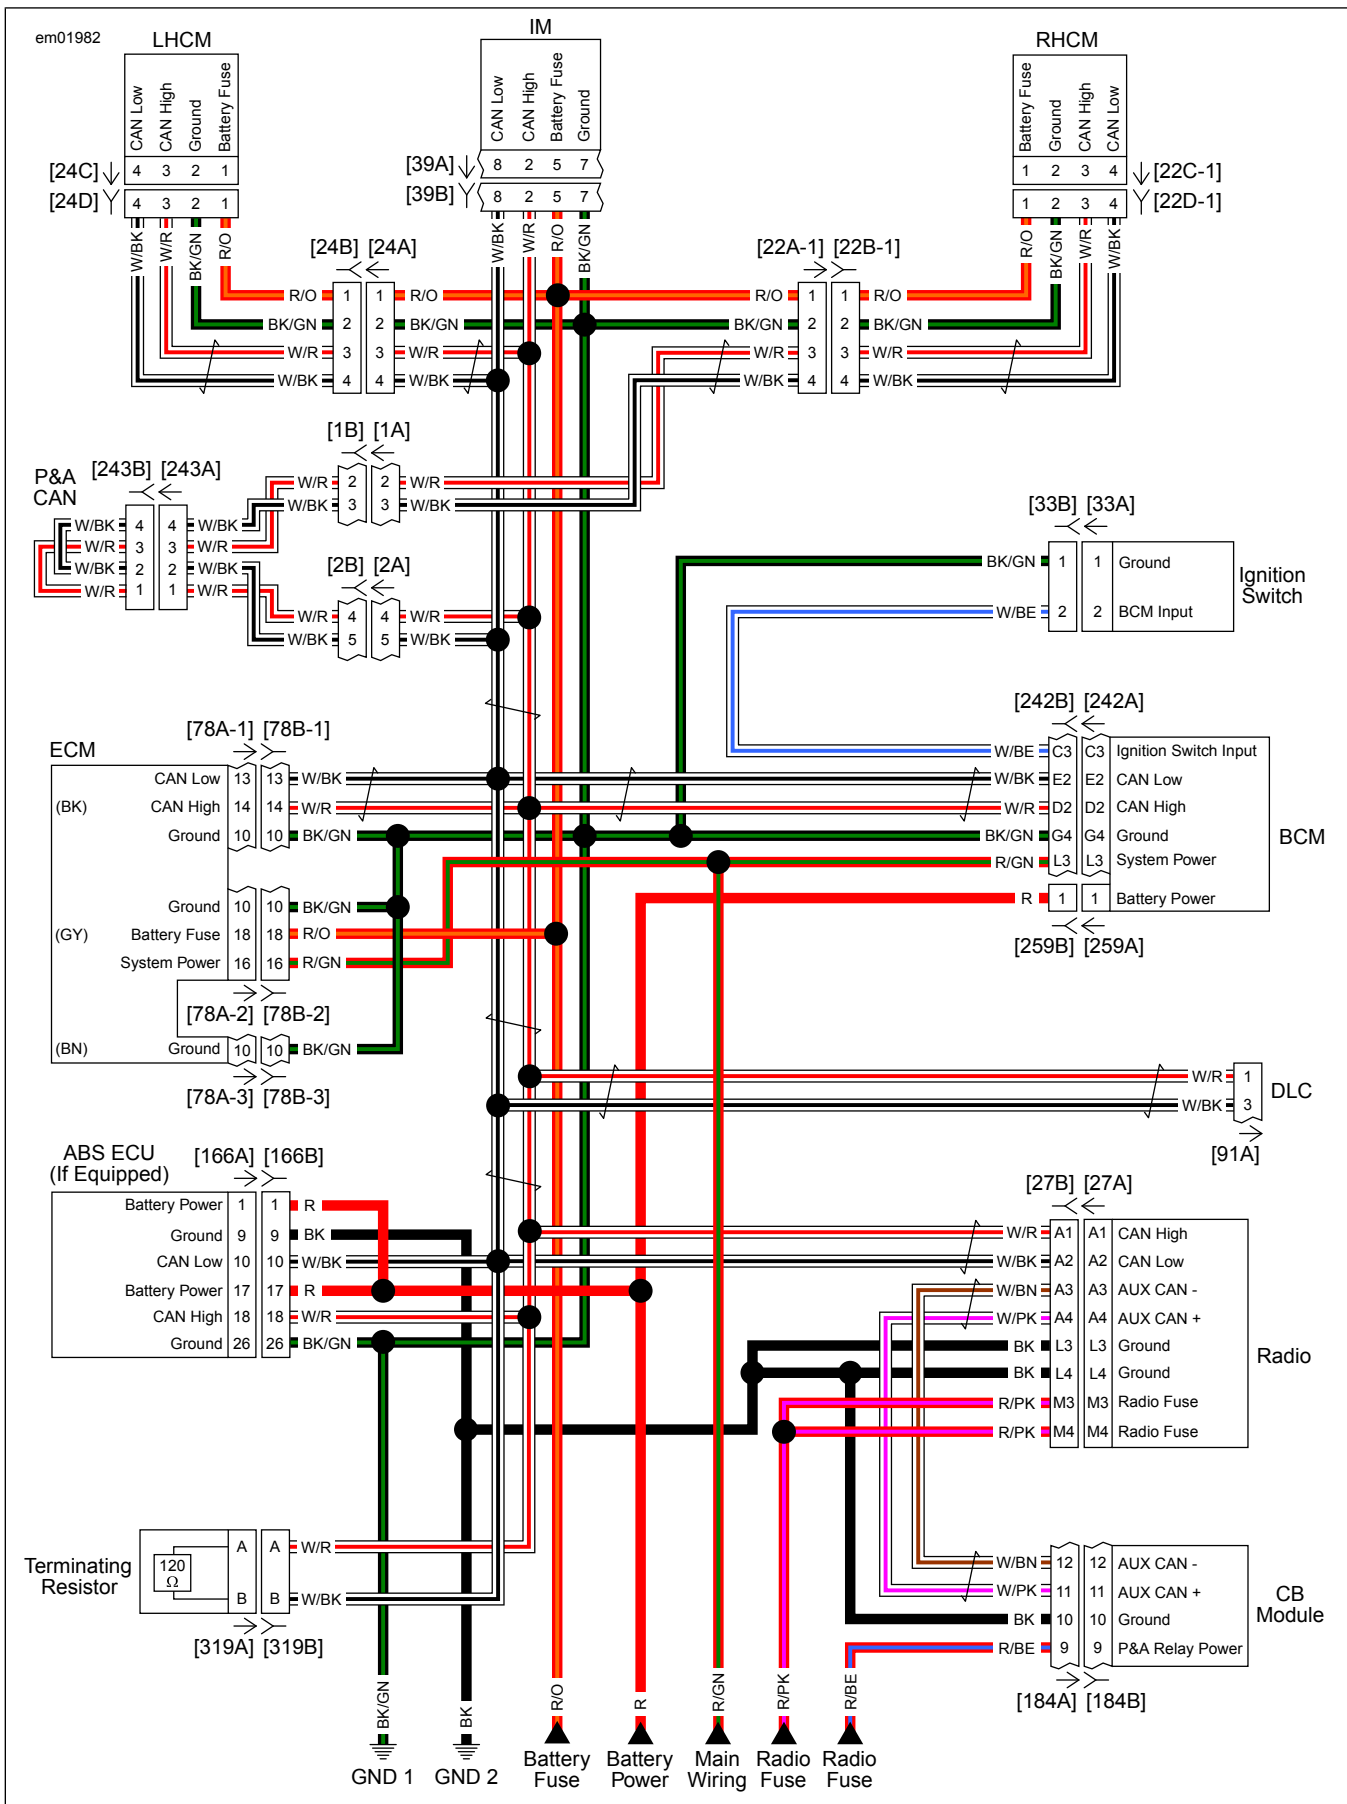 em01982
LHCM
IM
RHCM
CAN Low
CAN High
Ground
Battery Fuse
CAN Low
CAN High
Battery Fuse
Ground
Battery Fuse
Ground
CAN High
CAN Low
[24C] 4 3 2 1
[39A] 8 2 5 7
1 2 3 4 [22C-1]
[24D] 4 3 2 1
[39B] 8 2 5 7
1 2 3 4 [22D-1]
W/BK W/R BK/GN R/O
W/BK W/R R/O BK/GN
R/O BK/GN W/R W/BK
[24B] [24A]
[22A-1] [22B-1]
R/O 1 1 R/O R/O 1 1 R/O
BK/GN 2 2 BK/GN BK/GN 2 2 BK/GN
W/R 3 3 W/R W/R 3 3 W/R
W/BK 4 4 W/BK W/BK 4 4 W/BK
[1B] [1A]
W/R 2 2 W/R
W/BK 3 3 W/BK
P&A
CAN
[243B] [243A]
W/BK 4 4 W/BK
W/R 3 3 W/R
W/BK 2 2 W/BK
W/R 1 1 W/R
[2B] [2A]
W/R 4 4 W/R
W/BK 5 5 W/BK
[33B] [33A]
BK/GN 1 1 Ground
W/BE 2 2 BCM Input
Ignition
Switch
[242B] [242A]
W/BE C3 C3 Ignition Switch Input
W/BK E2 E2 CAN Low
W/R D2 D2 CAN High
BK/GN G4 G4 Ground
R/GN L3 L3 System Power
R 1 1 Battery Power
BCM
[259B] [259A]
[78A-1] [78B-1]
ECM
CAN Low 13 13 W/BK
(BK) CAN High 14 14 W/R
Ground 10 10 BK/GN
Ground 10 10 BK/GN
(GY) Battery Fuse 18 18 R/O
System Power 16 16 R/GN
[78A-2] [78B-2]
(BN) Ground 10 10 BK/GN
[78A-3] [78B-3]
W/R 1
W/BK 3
DLC
[91A]
ABS ECU
(If Equipped)
[166A] [166B]
Battery Power 1 1 R
Ground 9 9 BK
CAN Low 10 10 W/BK
Battery Power 17 17 R
CAN High 18 18 W/R
Ground 26 26 BK/GN
[27B] [27A]
W/R A1 A1 CAN High
W/BK A2 A2 CAN Low
W/BN A3 A3 AUX CAN -
W/PK A4 A4 AUX CAN +
BK L3 L3 Ground
BK L4 L4 Ground
R/PK M3 M3 Radio Fuse
R/PK M4 M4 Radio Fuse
Radio
Terminating
Resistor
120
Ω
A A W/R
B B W/BK
[319A] [319B]
W/BN 12 12 AUX CAN -
W/PK 11 11 AUX CAN +
BK 10 10 Ground
R/BE 9 9 P&A Relay Power
CB
Module
[184A] [184B]
BK/GN BK R/O R R/GN R/PK R/BE
GND 1
GND 2
Battery
Fuse
Battery
Power
Main
Wiring
Radio
Fuse
Radio
Fuse